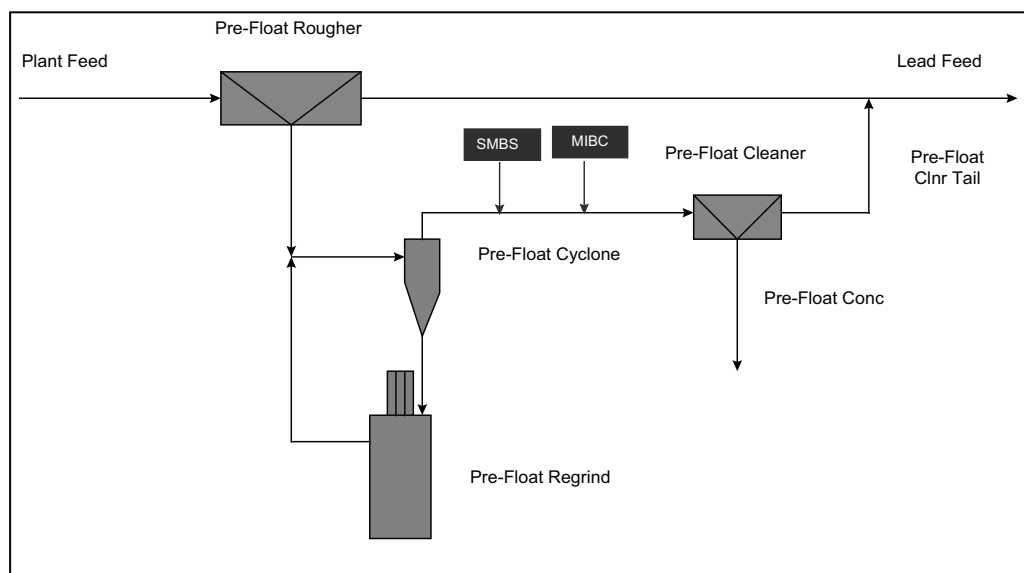 Pre-Float Rougher
Plant Feed
Lead Feed
SMBS
MIBC
Pre-Float Cleaner
Pre-Float
Clnr Tail
Pre-Float Cyclone
Pre-Float Conc
Pre-Float Regrind